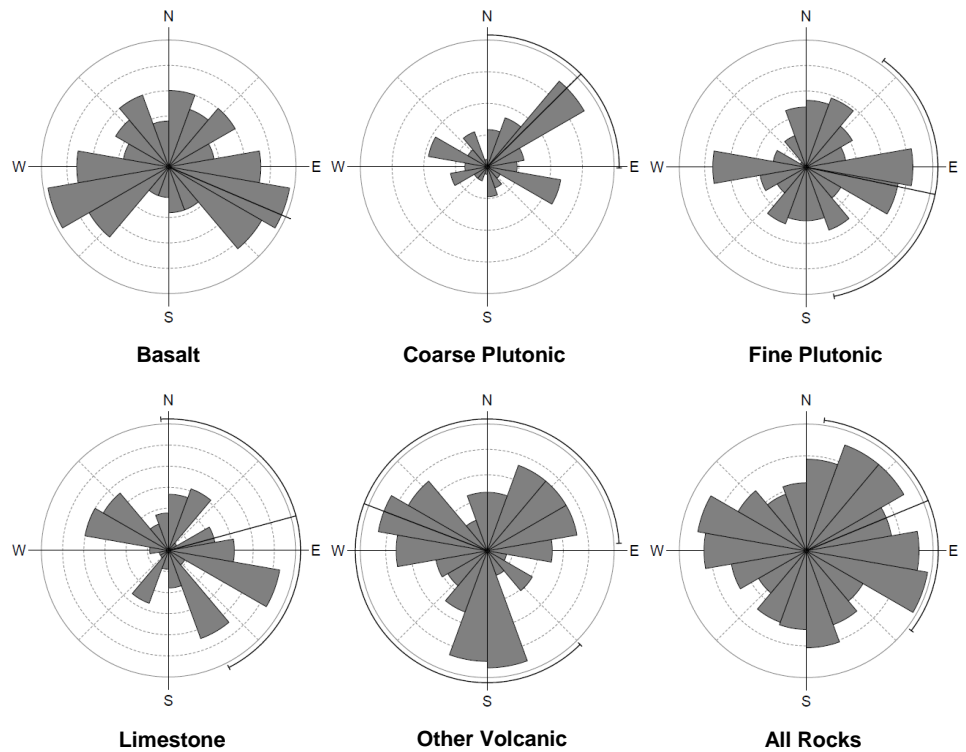 N N N
W E W E W E
S S S
Basalt Coarse Plutonic Fine Plutonic
N N N
W E W E W E
S S S
Limestone Other Volcanic All Rocks